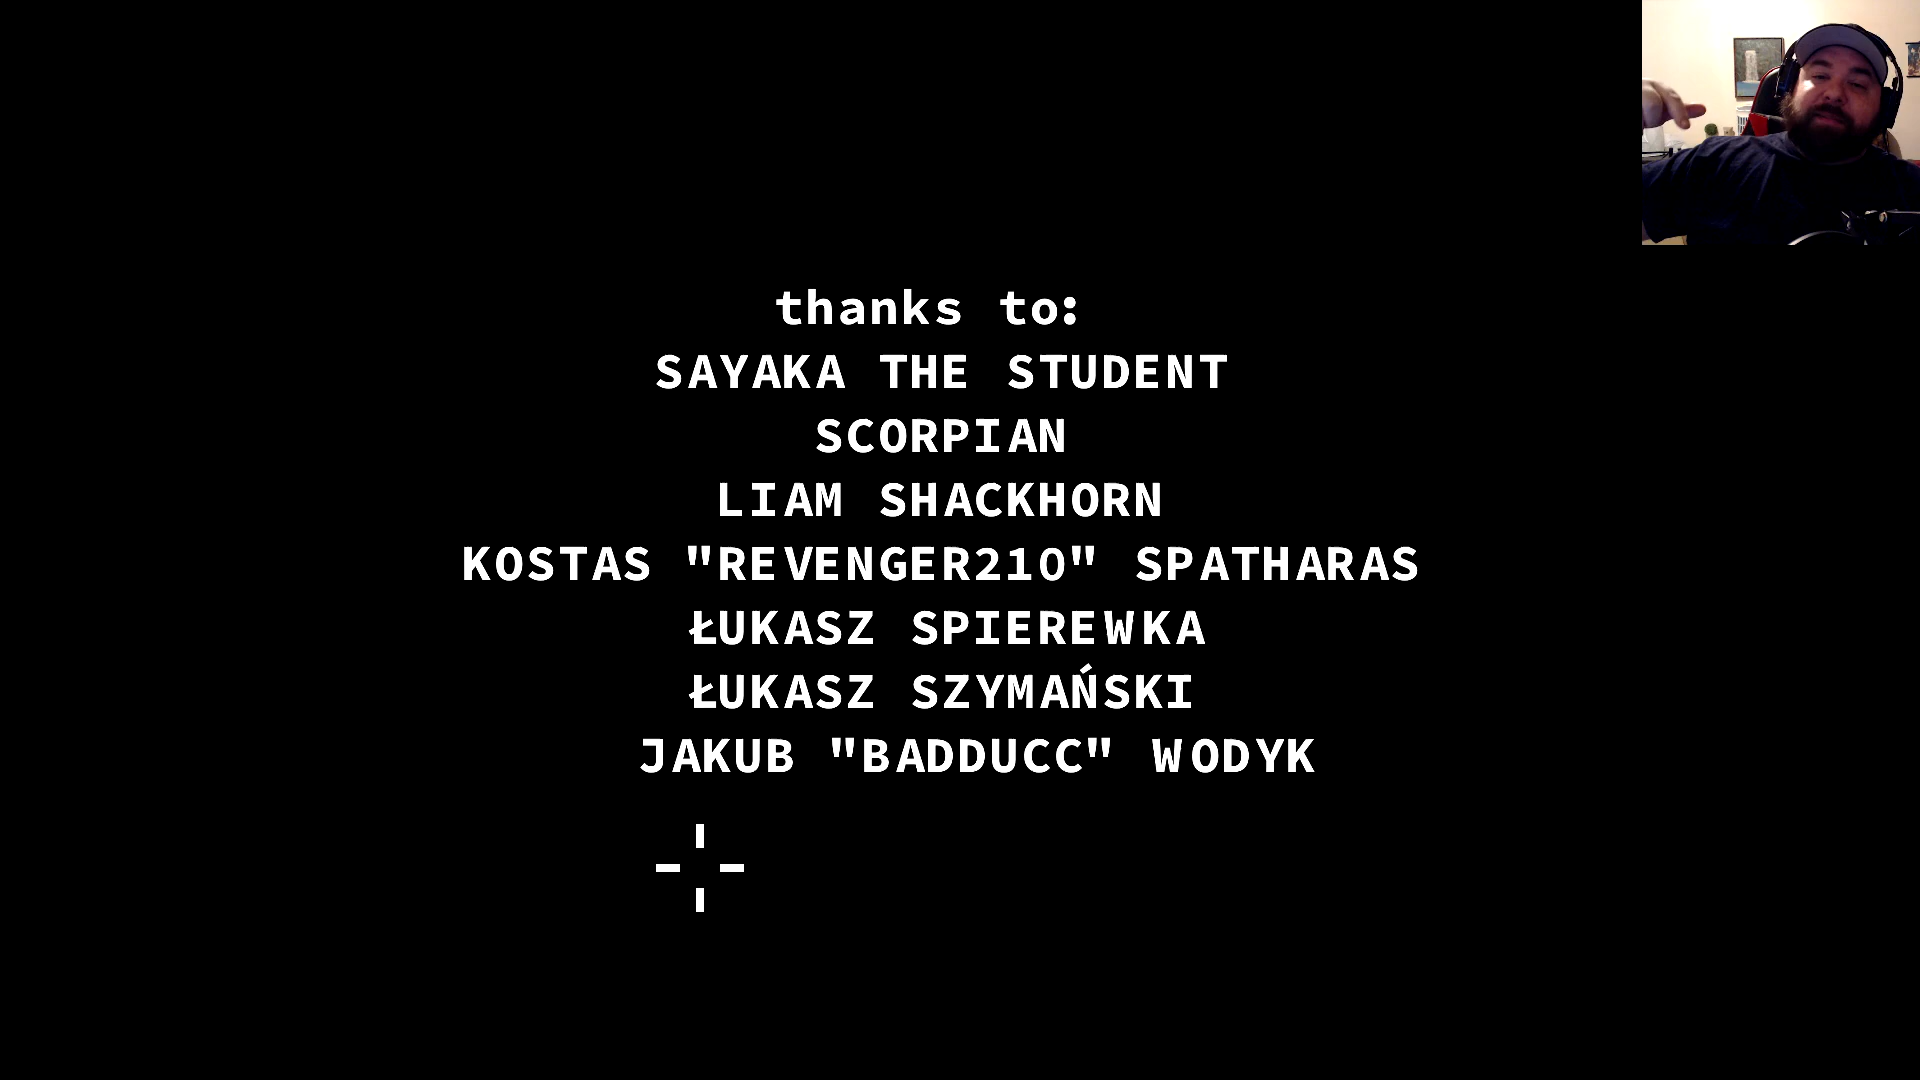 thanks to:
SAYAKA THE STUDENT
SCORPIAN
LIAM SHACKHORN
KOSTAS "REVENGER210" SPATHARAS
ŁUKASZ SPIEREWKA
ŁUKASZ SZYMAŃSKI
JAKUB "BADDUCC" WODYK